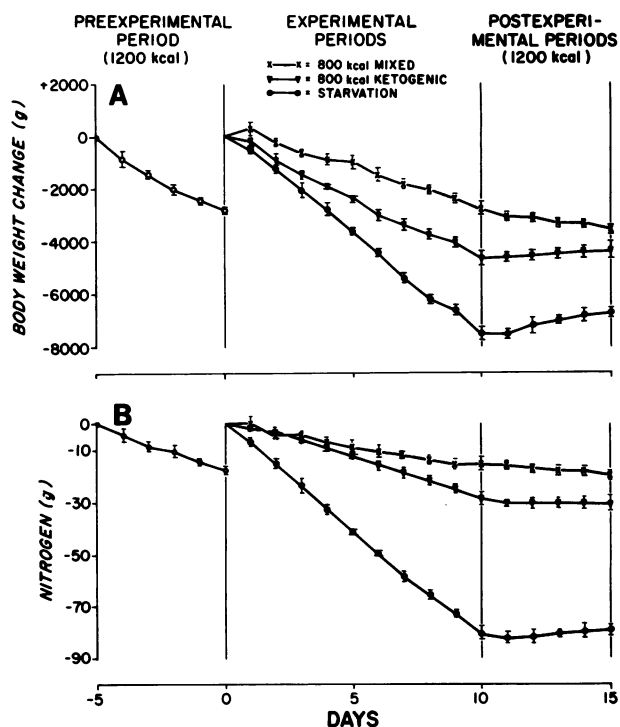 PREEXPERIMENTAL
PERIOD
(1200 kcal)
EXPERIMENTAL
PERIODS
POSTEXPERI-
MENTAL PERIODS
(1200 kcal)
= 800 kcal MIXED
= 800 kcal KETOGENIC
= STARVATION
A
BODY WEIGHT CHANGE (g)
+2000
0
-2000
-4000
-6000
-8000
B
NITROGEN (g)
0
-10
-30
-50
-70
-90
-5
0
5
10
15
DAYS